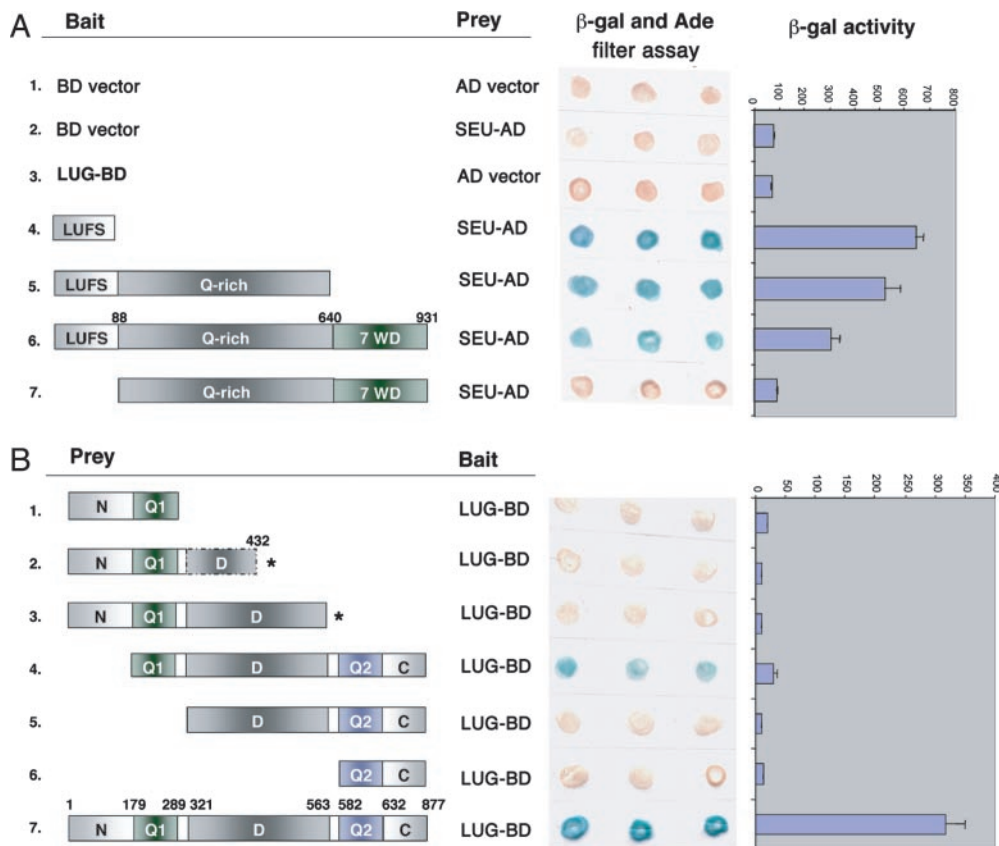 A Bait Prey β-gal and Ade filter assay β-gal activity
0 100 200 300 400 500 600 700 800
1. BD vector AD vector
2. BD vector SEU-AD
3. LUG-BD AD vector
4. LUFS SEU-AD
5. LUFS Q-rich SEU-AD
88 640 931
6. LUFS Q-rich 7 WD SEU-AD
7. Q-rich 7 WD SEU-AD
B Prey Bait
0 50 100 150 200 250 300 350 400
1. N Q1 LUG-BD
432
2. N Q1 D * LUG-BD
3. N Q1 D * LUG-BD
4. Q1 D Q2 C LUG-BD
5. D Q2 C LUG-BD
6. Q2 C LUG-BD
1 179 289 321 563 582 632 877
7. N Q1 D Q2 C LUG-BD